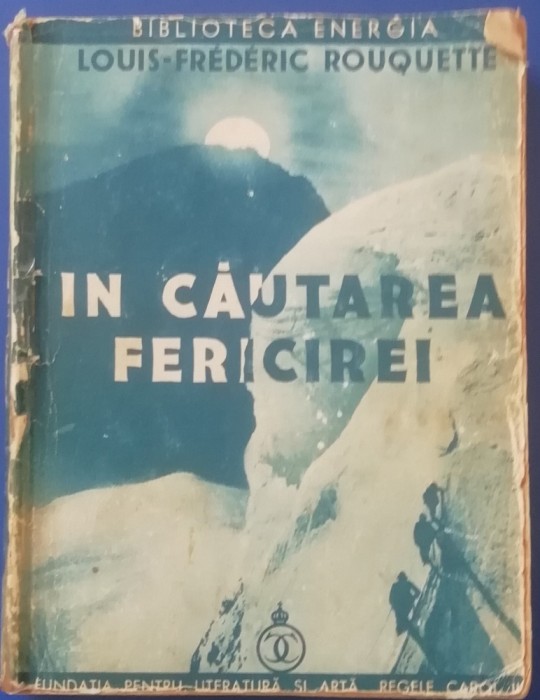 BIBLIOTECA ENERGIA
LOUIS-FRÉDÉRIC ROUQUETTE
IN CĂUTAREA
FERICIREI
FUNDAȚIA PENTRU LITERATURĂ ȘI ARTĂ REGELE CAROL II